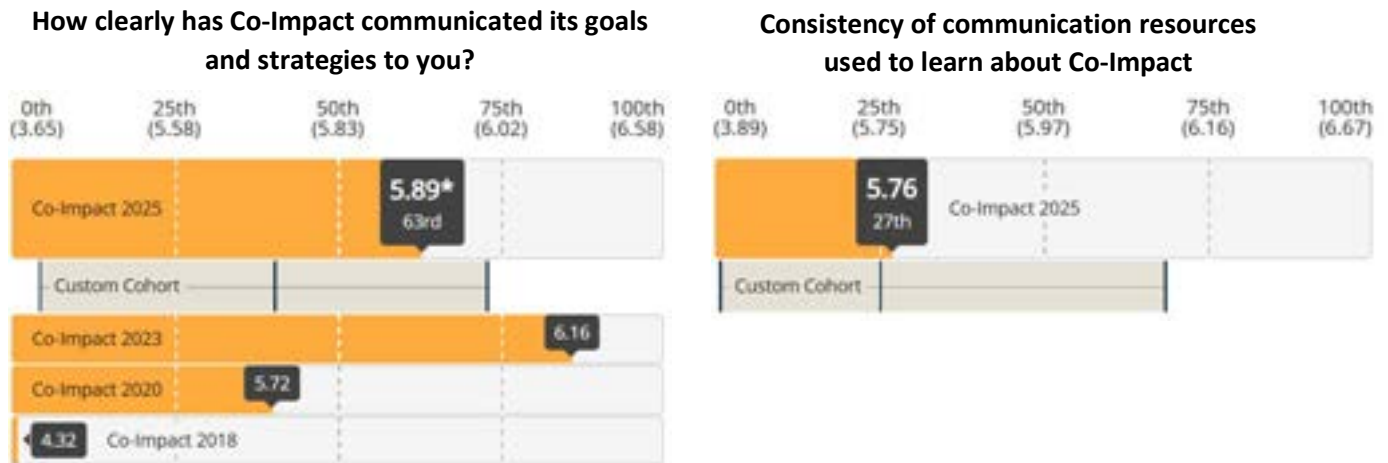 How clearly has Co-Impact communicated its goals
and strategies to you?
0th 25th 50th 75th 100th
(3.65) (5.58) (5.83) (6.02) (6.58)
Co-Impact 2025
5.89*
63rd
Custom Cohort
Co-Impact 2023
6.16
Co-Impact 2020
5.72
4.32 Co-Impact 2018
Consistency of communication resources
used to learn about Co-Impact
0th 25th 50th 75th 100th
(3.89) (5.75) (5.97) (6.16) (6.67)
5.76
27th
Co-Impact 2025
Custom Cohort